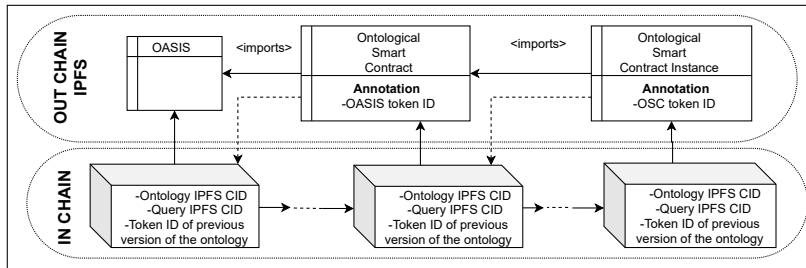 OUT CHAIN
IPFS
OASIS
<imports>
Ontological
Smart
Contract
Annotation
-OASIS token ID
<imports>
Ontological
Smart
Contract Instance
Annotation
-OSC token ID
IN CHAIN
-Ontology IPFS CID
-Query IPFS CID
-Token ID of previous
version of the ontology
-Ontology IPFS CID
-Query IPFS CID
-Token ID of previous
version of the ontology
-Ontology IPFS CID
-Query IPFS CID
-Token ID of previous
version of the ontology